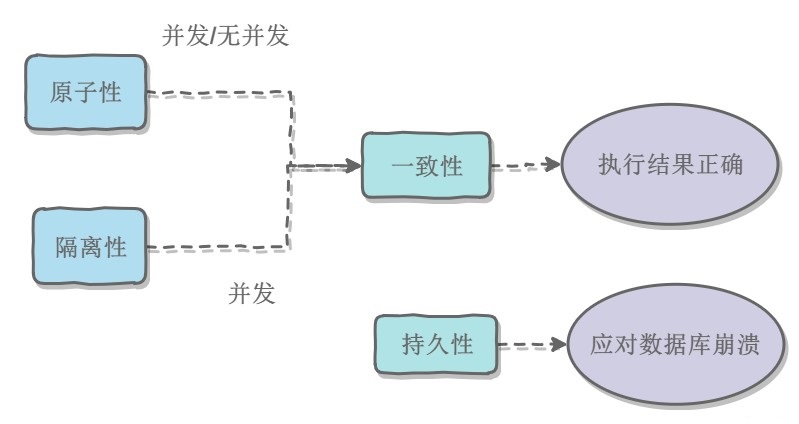 并发/无并发
原子性
一致性
执行结果正确
隔离性
并发
持久性
应对数据库崩溃